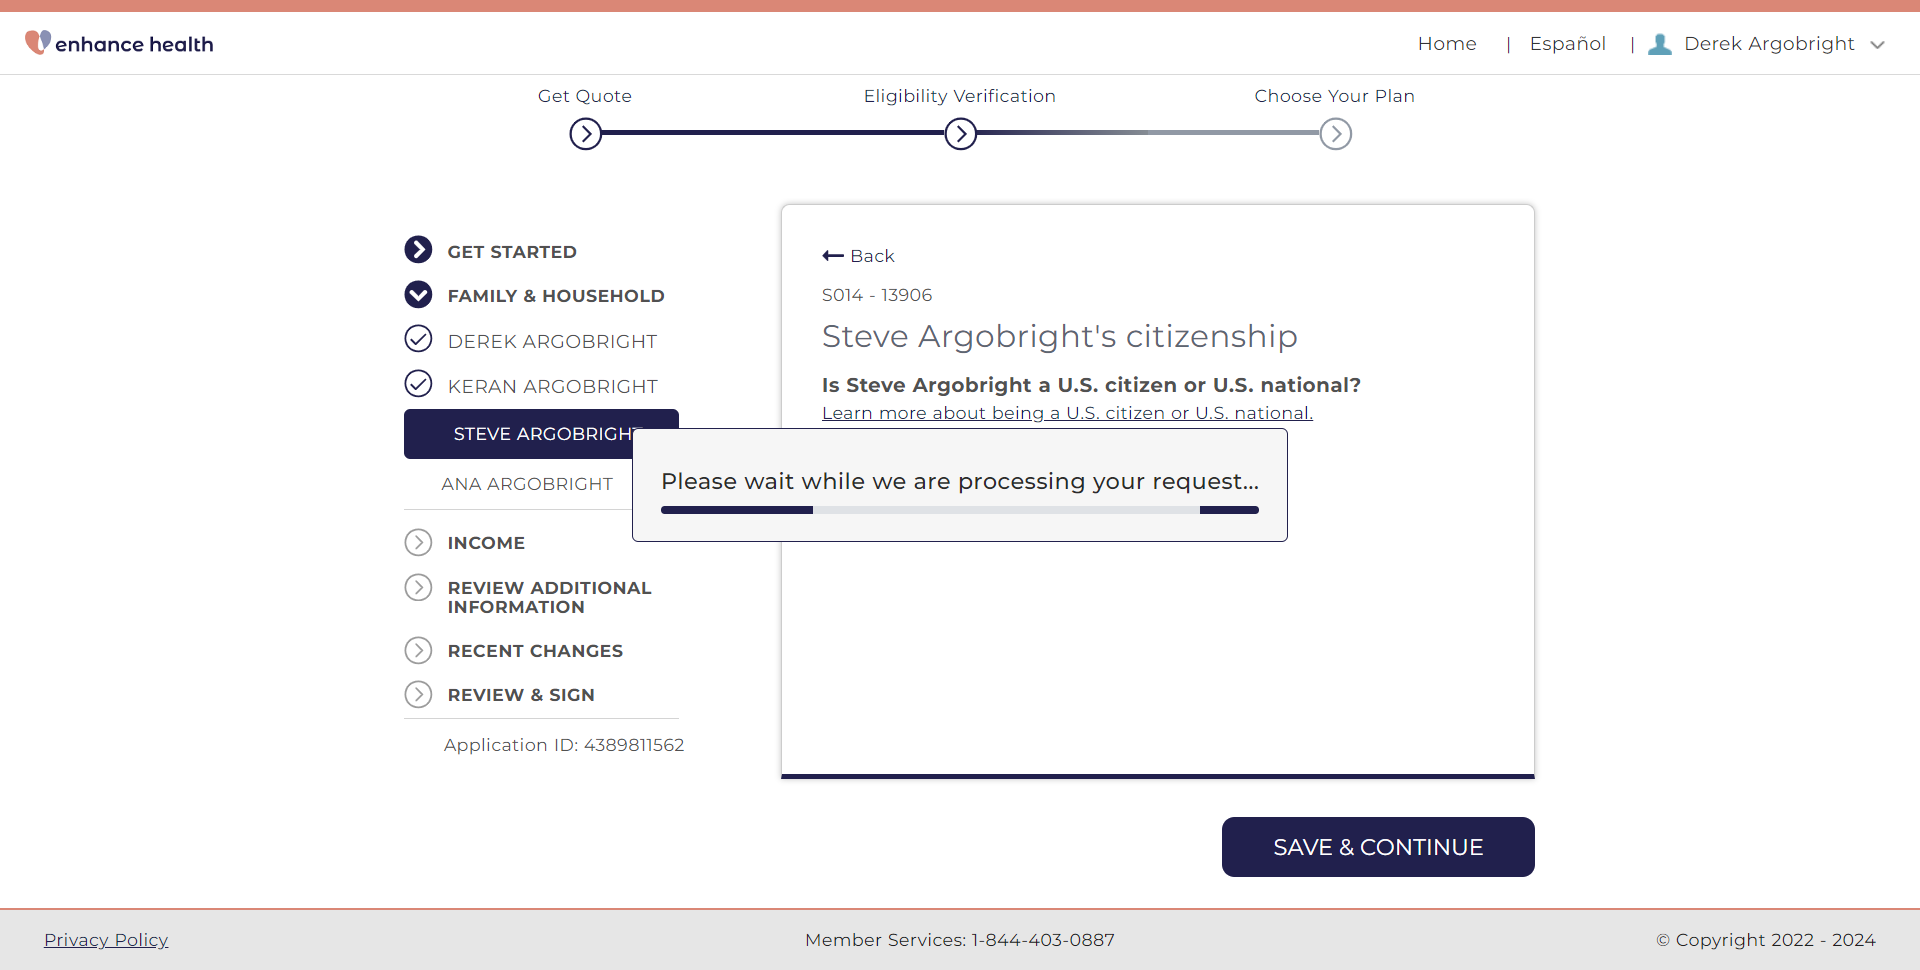 enhance health
Home | Español | Derek Argobright
Get Quote
Eligibility Verification
Choose Your Plan
GET STARTED
FAMILY & HOUSEHOLD
DEREK ARGOBRIGHT
KERAN ARGOBRIGHT
STEVE ARGOBRIGHT
ANA ARGOBRIGHT
INCOME
REVIEW ADDITIONAL
INFORMATION
RECENT CHANGES
REVIEW & SIGN
Application ID: 4389811562
Back
S014 - 13906
Steve Argobright's citizenship
Is Steve Argobright a U.S. citizen or U.S. national?
Learn more about being a U.S. citizen or U.S. national.
Please wait while we are processing your request...
SAVE & CONTINUE
Privacy Policy
Member Services: 1-844-403-0887
© Copyright 2022 - 2024